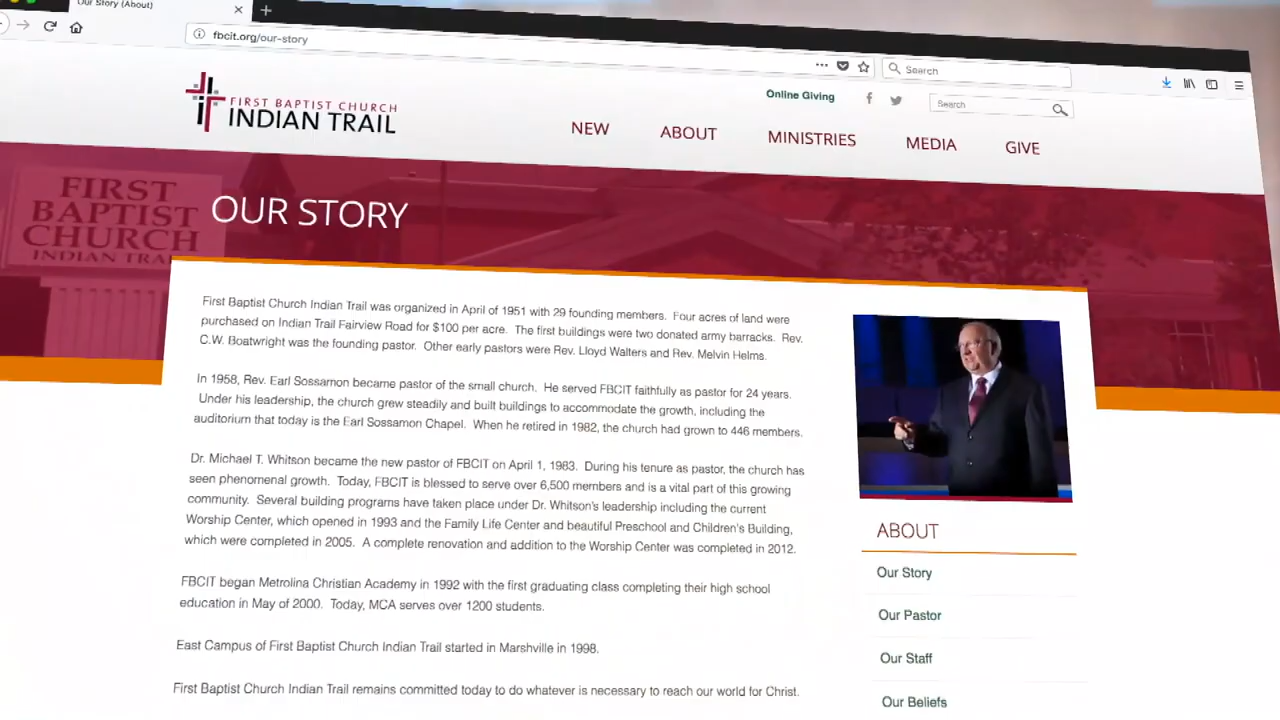 Our Story (About)
fbcit.org/our-story
Search
Online Giving
Search
FIRST BAPTIST CHURCH
INDIAN TRAIL
NEW ABOUT MINISTRIES MEDIA GIVE
FIRST
BAPTIST
CHURCH
INDIAN TRAIL
OUR STORY
First Baptist Church Indian Trail was organized in April of 1951 with 29 founding members. Four acres of land were
purchased on Indian Trail Fairview Road for $100 per acre. The first buildings were two donated army barracks. Rev.
C.W. Boatwright was the founding pastor. Other early pastors were Rev. Lloyd Walters and Rev. Melvin Helms.
In 1958, Rev. Earl Sossamon became pastor of the small church. He served FBCIT faithfully as pastor for 24 years.
Under his leadership, the church grew steadily and built buildings to accommodate the growth, including the
auditorium that today is the Earl Sossamon Chapel. When he retired in 1982, the church had grown to 446 members.
Dr. Michael T. Whitson became the new pastor of FBCIT on April 1, 1983. During his tenure as pastor, the church has
seen phenomenal growth. Today, FBCIT is blessed to serve over 6,500 members and is a vital part of this growing
community. Several building programs have taken place under Dr. Whitson's leadership including the current
Worship Center, which opened in 1993 and the Family Life Center and beautiful Preschool and Children's Building,
which were completed in 2005. A complete renovation and addition to the Worship Center was completed in 2012.
FBCIT began Metrolina Christian Academy in 1992 with the first graduating class completing their high school
education in May of 2000. Today, MCA serves over 1200 students.
East Campus of First Baptist Church Indian Trail started in Marshville in 1998.
First Baptist Church Indian Trail remains committed today to do whatever is necessary to reach our world for Christ.
ABOUT
Our Story
Our Pastor
Our Staff
Our Beliefs